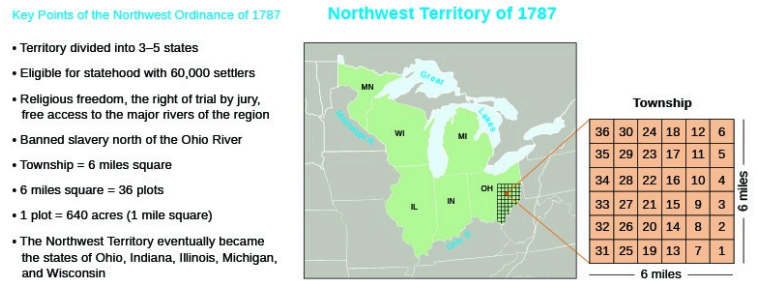 Key Points of the Northwest Ordinance of 1787
• Territory divided into 3–5 states
• Eligible for statehood with 60,000 settlers
• Religious freedom, the right of trial by jury,
free access to the major rivers of the region
• Banned slavery north of the Ohio River
• Township = 6 miles square
• 6 miles square = 36 plots
• 1 plot = 640 acres (1 mile square)
• The Northwest Territory eventually became
the states of Ohio, Indiana, Illinois, Michigan,
and Wisconsin
Northwest Territory of 1787
MN
Great
Lakes
Mississippi R.
WI
MI
OH
IL
IN
Ohio R.
Township
36 30 24 18 12 6
35 29 23 17 11 5
34 28 22 16 10 4
33 27 21 15 9 3
32 26 20 14 8 2
31 25 19 13 7 1
6 miles
6 miles